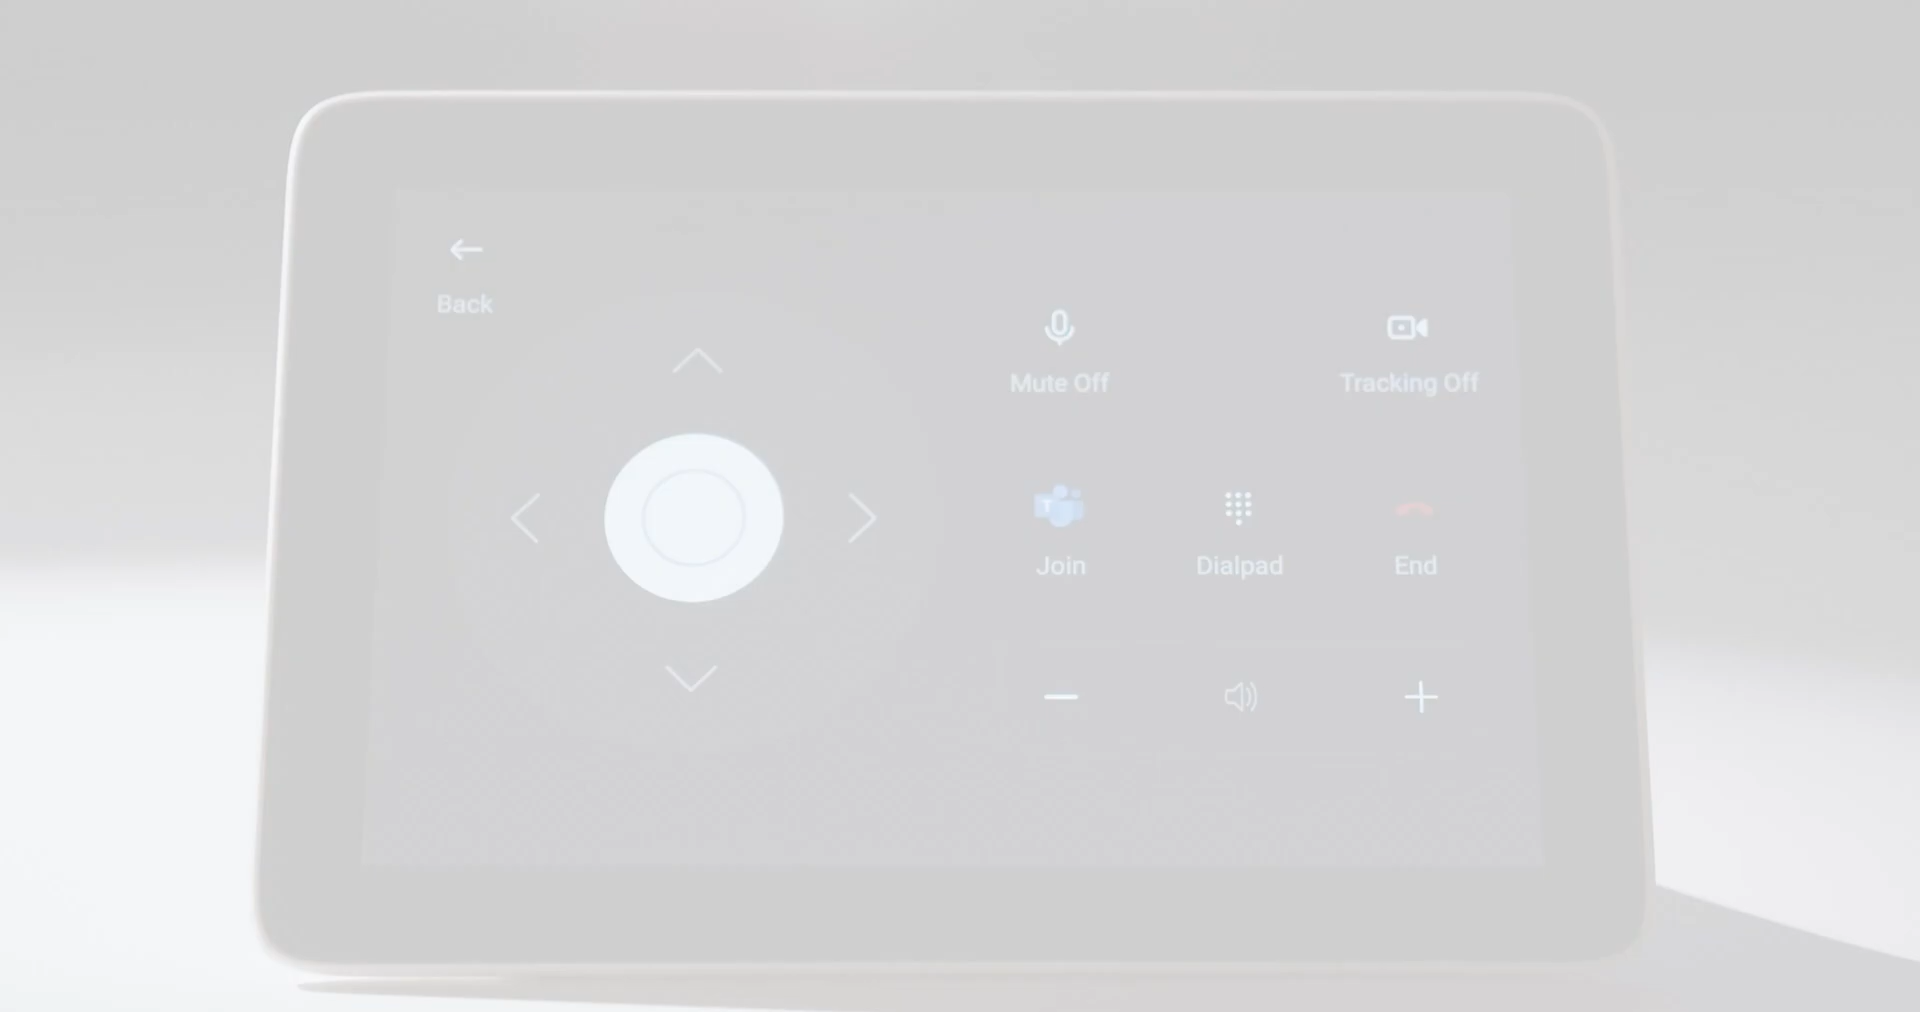 Back
Mute Off
Tracking Off
T
Join
Dialpad
End